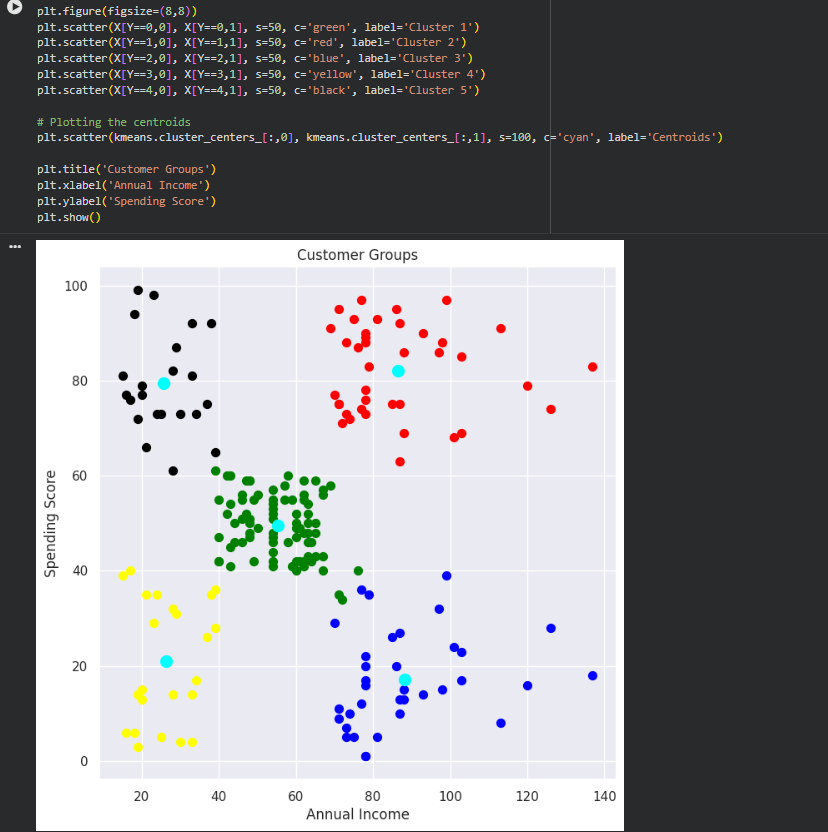 plt.figure(figsize=(8,8))
plt.scatter(X[Y==0,0], X[Y==0,1], s=50, c='green', label='Cluster 1')
plt.scatter(X[Y==1,0], X[Y==1,1], s=50, c='red', label='Cluster 2')
plt.scatter(X[Y==2,0], X[Y==2,1], s=50, c='blue', label='Cluster 3')
plt.scatter(X[Y==3,0], X[Y==3,1], s=50, c='yellow', label='Cluster 4')
plt.scatter(X[Y==4,0], X[Y==4,1], s=50, c='black', label='Cluster 5')
# Plotting the centroids
plt.scatter(kmeans.cluster_centers_[:,0], kmeans.cluster_centers_[:,1], s=100, c='cyan', label='Centroids')
plt.title('Customer Groups')
plt.xlabel('Annual Income')
plt.ylabel('Spending Score')
plt.show()
Customer Groups
100
80
60
40
20
0
Spending Score
20 40 60 80 100 120 140
Annual Income